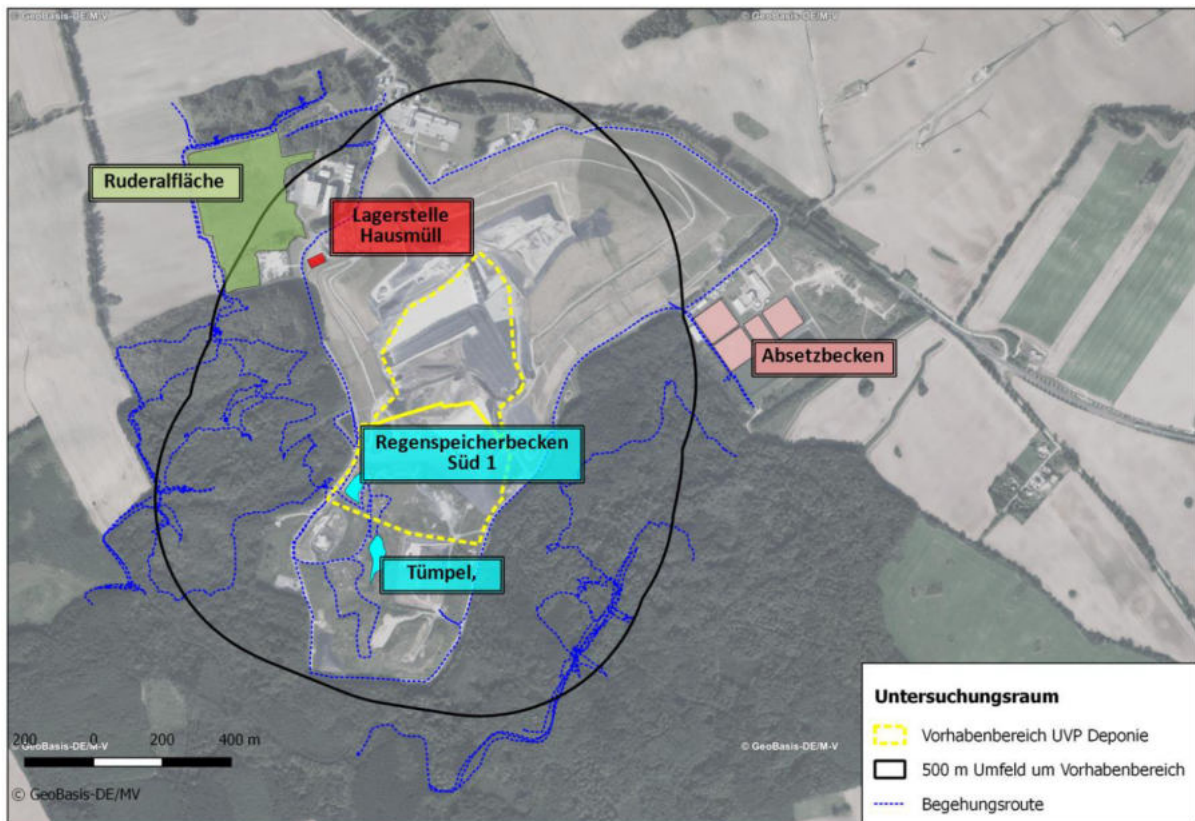 © GeoBasis-DE/M-V
© GeoBasis-DE/M-V
Ruderalfläche
Lagerstelle
Hausmüll
Absetzbecken
Regenspeicherbecken
Süd 1
Tümpel,
Untersuchungsraum
Vorhabenbereich UVP Deponie
500 m Umfeld um Vorhabenbereich
Begehungsroute
200 0 200 400 m
© GeoBasis-DE/M-V
© GeoBasis-DE/M-V
© GeoBasis-DE/MV